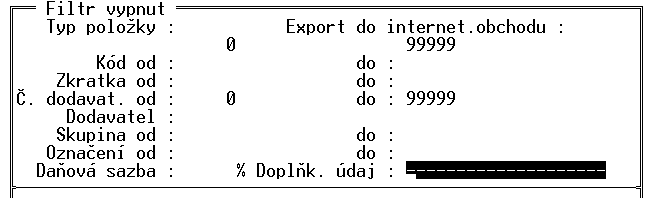 Filtr vypnut
Typ položky : Export do internet.obchodu :
0 99999
Kód od : do :
Zkratka od : do :
Č. dodavat. od : 0 do : 99999
Dodavatel :
Skupina od : do :
Označení od : do :
Daňová sazba : % Doplňk. údaj :